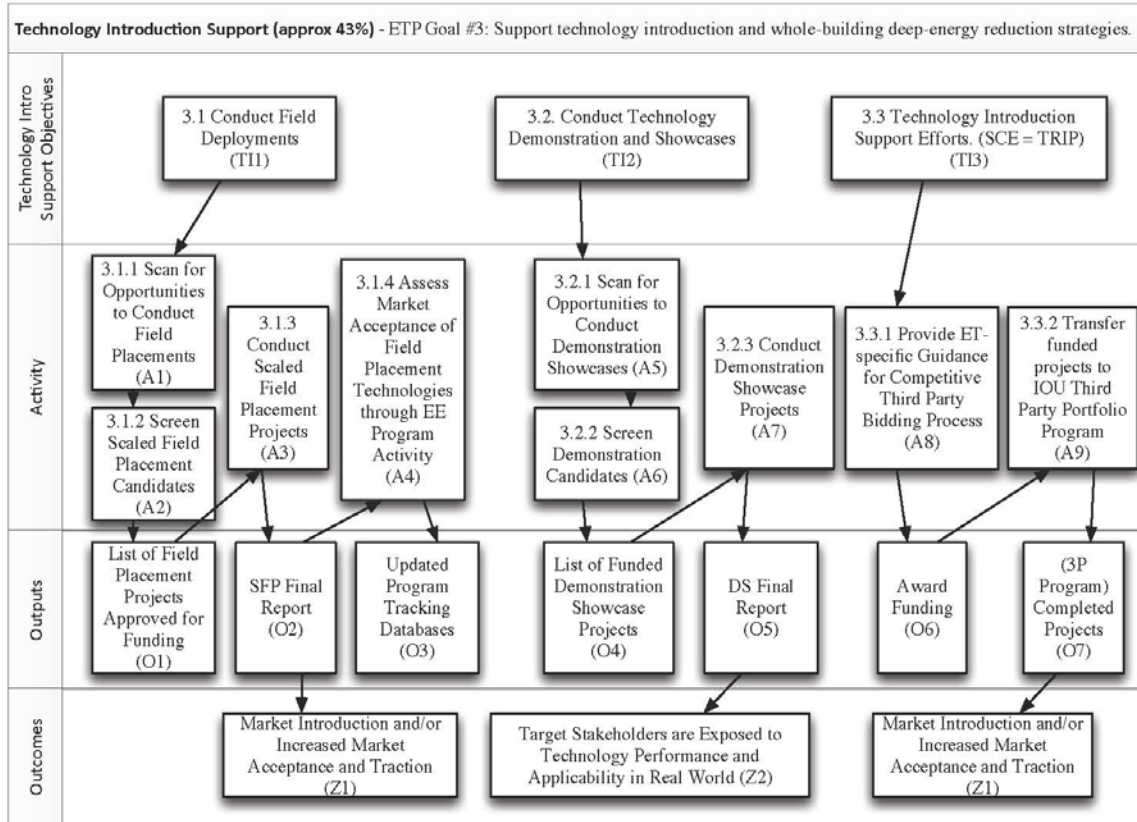 Technology Introduction Support (approx 43%) - ETP Goal #3: Support technology introduction and whole-building deep-energy reduction strategies.
Technology Intro
Support Objectives
3.1 Conduct Field
Deployments
(TI1)
3.2. Conduct Technology
Demonstration and Showcases
(TI2)
3.3 Technology Introduction
Support Efforts. (SCE = TRIP)
(TI3)
Activity
3.1.1 Scan for
Opportunities
to Conduct
Field
Placements
(A1)
3.1.2 Screen
Scaled Field
Placement
Candidates
(A2)
3.1.3
Conduct
Scaled
Field
Placement
Projects
(A3)
3.1.4 Assess
Market
Acceptance of
Field
Placement
Technologies
through EE
Program
Activity
(A4)
3.2.1 Scan for
Opportunities to
Conduct
Demonstration
Showcases (A5)
3.2.2 Screen
Demonstration
Candidates (A6)
3.2.3 Conduct
Demonstration
Showcase
Projects
(A7)
3.3.1 Provide ET-
specific Guidance
for Competitive
Third Party
Bidding Process
(A8)
3.3.2 Transfer
funded
projects to
IOU Third
Party Portfolio
Program
(A9)
Outputs
List of Field
Placement
Projects
Approved for
Funding
(O1)
SFP Final
Report
(O2)
Updated
Program
Tracking
Databases
(O3)
List of Funded
Demonstration
Showcase
Projects
(O4)
DS Final
Report
(O5)
Award
Funding
(O6)
(3P
Program)
Completed
Projects
(O7)
Outcomes
Market Introduction and/or
Increased Market
Acceptance and Traction
(Z1)
Target Stakeholders are Exposed to
Technology Performance and
Applicability in Real World (Z2)
Market Introduction and/or
Increased Market
Acceptance and Traction
(Z1)